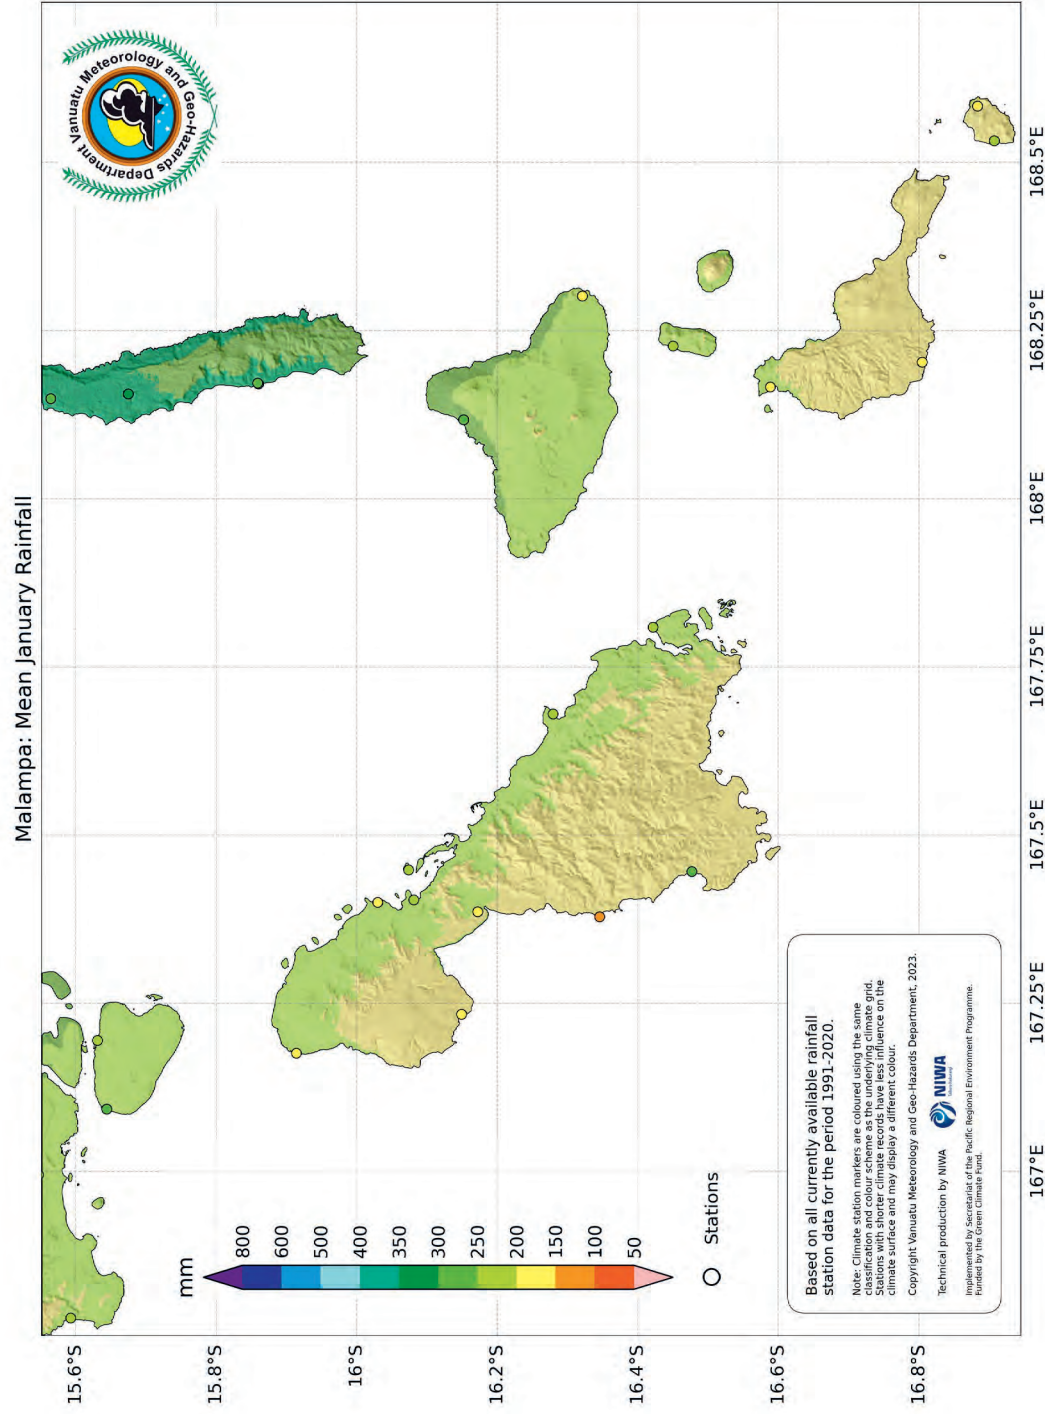 Malampa: Mean January Rainfall
Vanuatu Meteorology and Geo-Hazards Department
15.6°S
15.8°S
16°S
16.2°S
16.4°S
16.6°S
16.8°S
mm
800
600
500
400
350
300
250
200
150
100
50
Stations
Based on all currently available rainfall
station data for the period 1991-2020.
Note: Climate station markers are coloured using the same
classification and colour scheme as the underlying climate grid.
Stations with shorter climate records have less influence on the
climate surface and may display a different colour.
Copyright Vanuatu Meteorology and Geo-Hazards Department, 2023.
Technical production by NIWA
NIWA
Implemented by Secretariat of the Pacific Regional Environment Programme.
Funded by the Green Climate Fund.
167°E
167.25°E
167.5°E
167.75°E
168°E
168.25°E
168.5°E